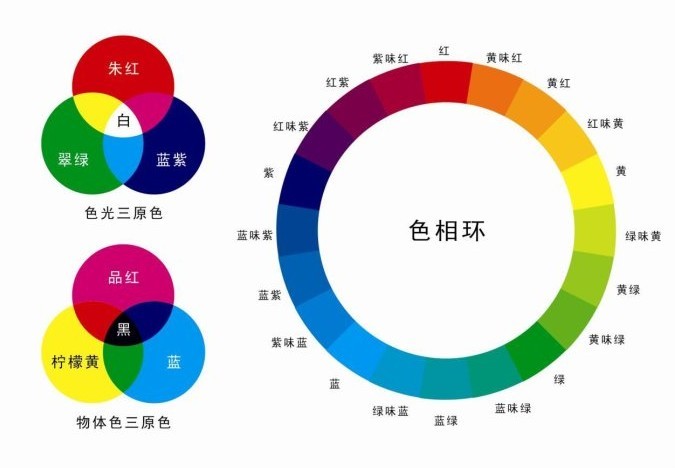 朱红
白
翠绿
蓝紫
色光三原色
品红
黑
柠檬黄
蓝
物体色三原色
色相环
红
黄味红
黄红
红味黄
黄
绿味黄
黄绿
黄味绿
绿
蓝味绿
蓝绿
绿味蓝
蓝
紫味蓝
蓝紫
蓝味紫
紫
红味紫
红紫
紫味红